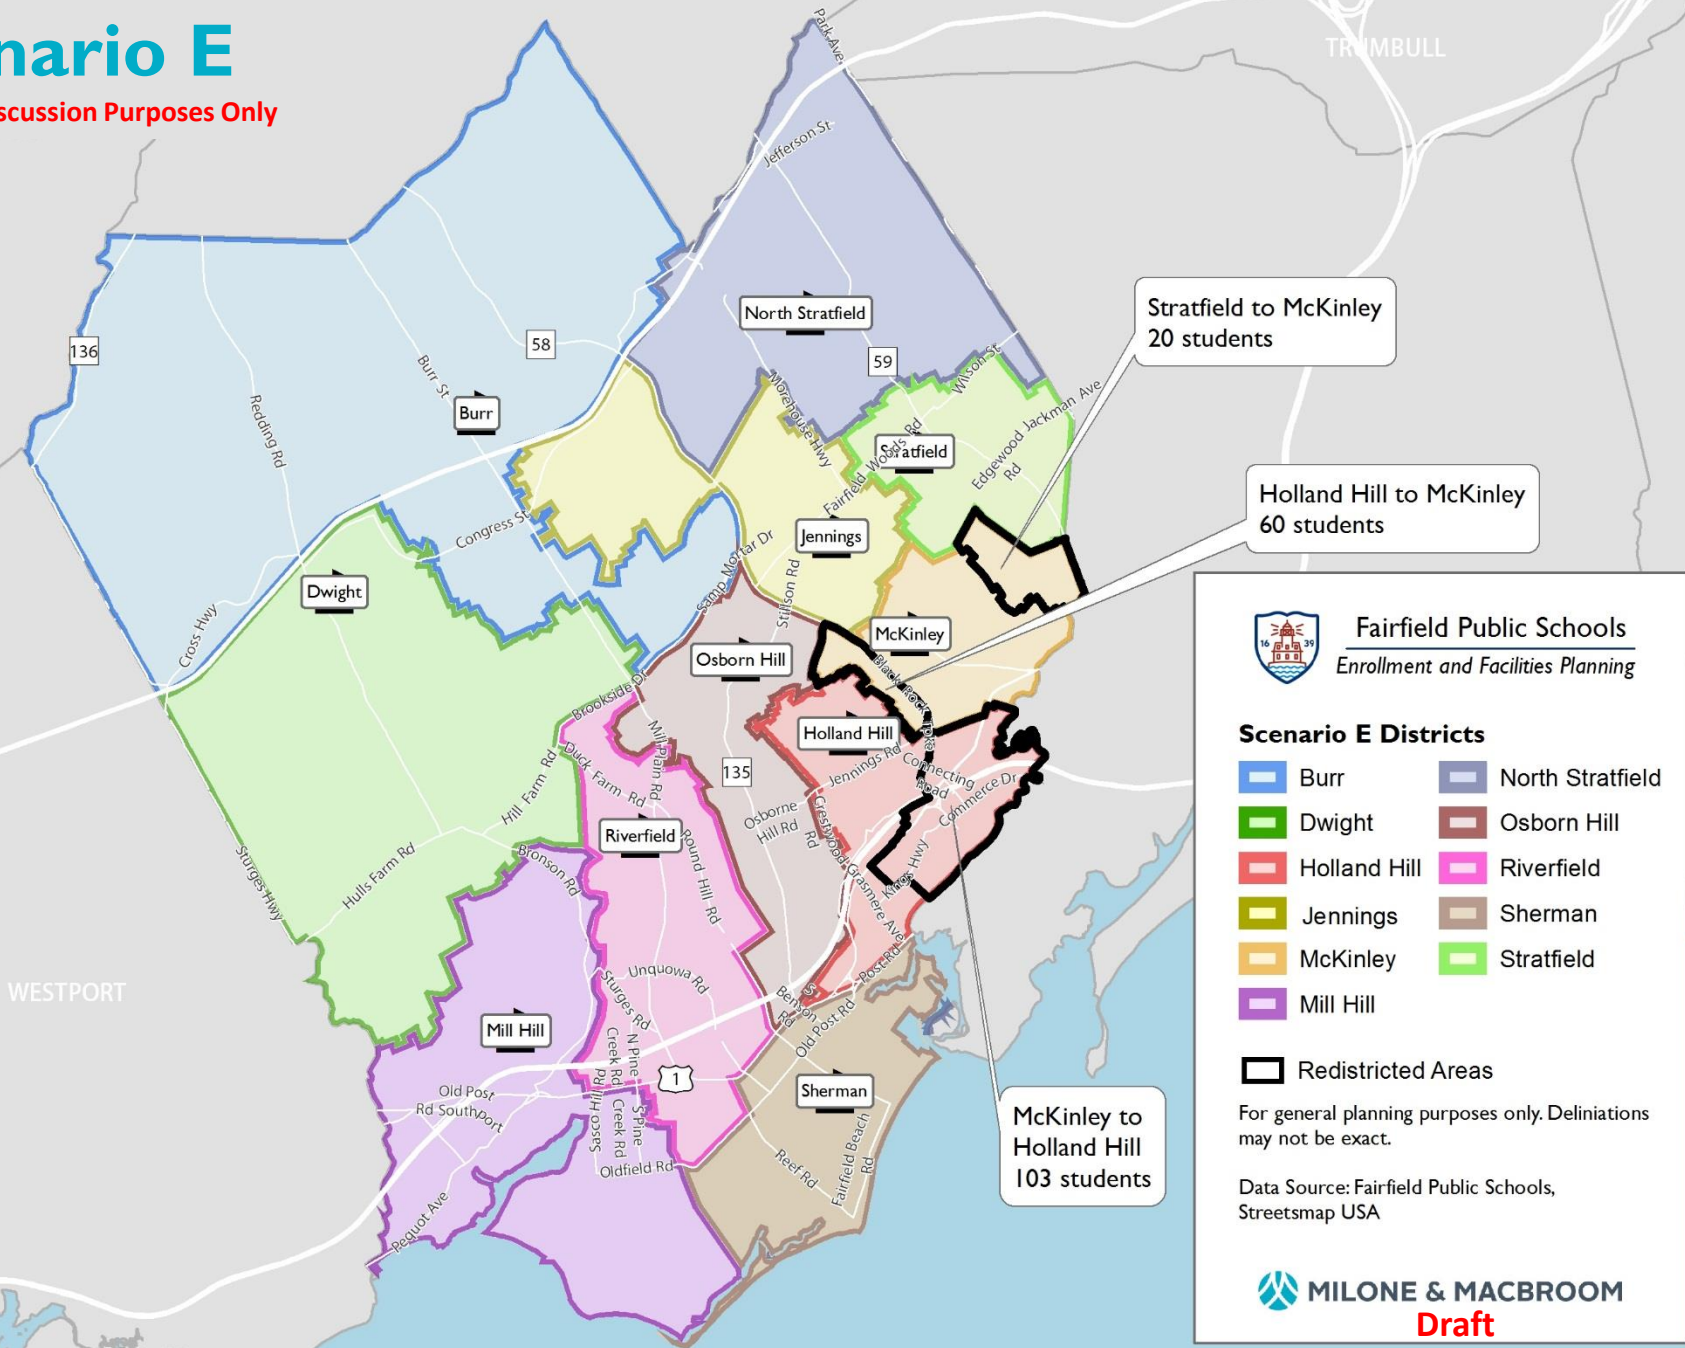 nario E
scussion Purposes Only
TRUMBULL
Park Ave
Jefferson St
Stratfield to McKinley
20 students
North Stratfield
136
58
59
Wilson St
Burr St
Burr
Redding Rd
Morehouse Hwy
Edgewood Jackman Ave
Rd
Stratfield
Fairfield Woods Rd
Holland Hill to McKinley
60 students
Congress St
Jennings
Samp Mortar Dr
Stillson Rd
Dwight
Cross Hwy
McKinley
Osborn Hill
Black Rock Tpke
Brookside Dr
Mill Plain Rd
Holland Hill
Jennings Rd
Connecting
Road
Commerce Dr
135
Duck Farm Rd
Hill Farm Rd
Osborne
Hill Rd
Crestwood
Rd
Riverfield
Round Hill Rd
Grasmere Ave
Kings Hwy
Bronson Rd
Hulls Farm Rd
Sturges Hwy
WESTPORT
Unquowa Rd
Sturges Rd
Post Rd
Benson
Rd
St
Old Post Rd
Mill Hill
N Pine
Creek Rd
1
Sherman
Old Post
Rd Southport
Sasco Hill Rd
S Pine
Creek Rd
Oldfield Rd
Reef Rd
Fairfield Beach
Rd
Pequot Ave
McKinley to
Holland Hill
103 students
16 39
Fairfield Public Schools
Enrollment and Facilities Planning
Scenario E Districts
Burr
North Stratfield
Dwight
Osborn Hill
Holland Hill
Riverfield
Jennings
Sherman
McKinley
Stratfield
Mill Hill
Redistricted Areas
For general planning purposes only. Deliniations
may not be exact.
Data Source: Fairfield Public Schools,
Streetsmap USA
MILONE & MACBROOM
Draft